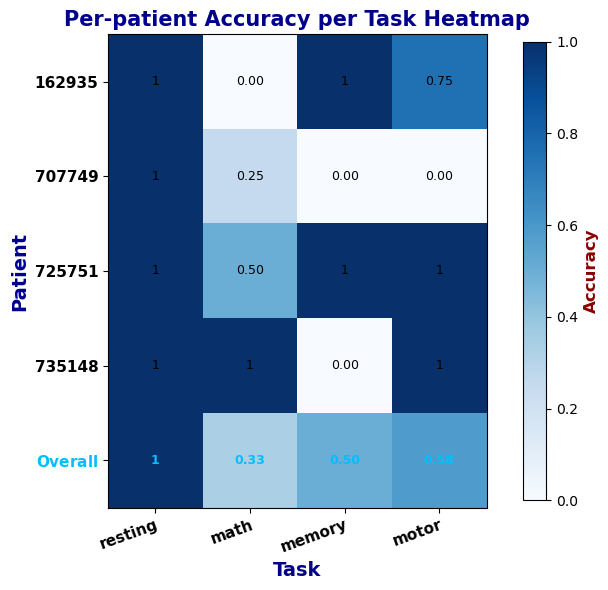 Per-patient Accuracy per Task Heatmap
162935 1 0.00 1 0.75
707749 1 0.25 0.00 0.00
725751 1 0.50 1 1
735148 1 1 0.00 1
Overall 1 0.33 0.50
resting math memory motor
Task
Patient
1.0
0.8
0.6
0.4
0.2
0.0
Accuracy